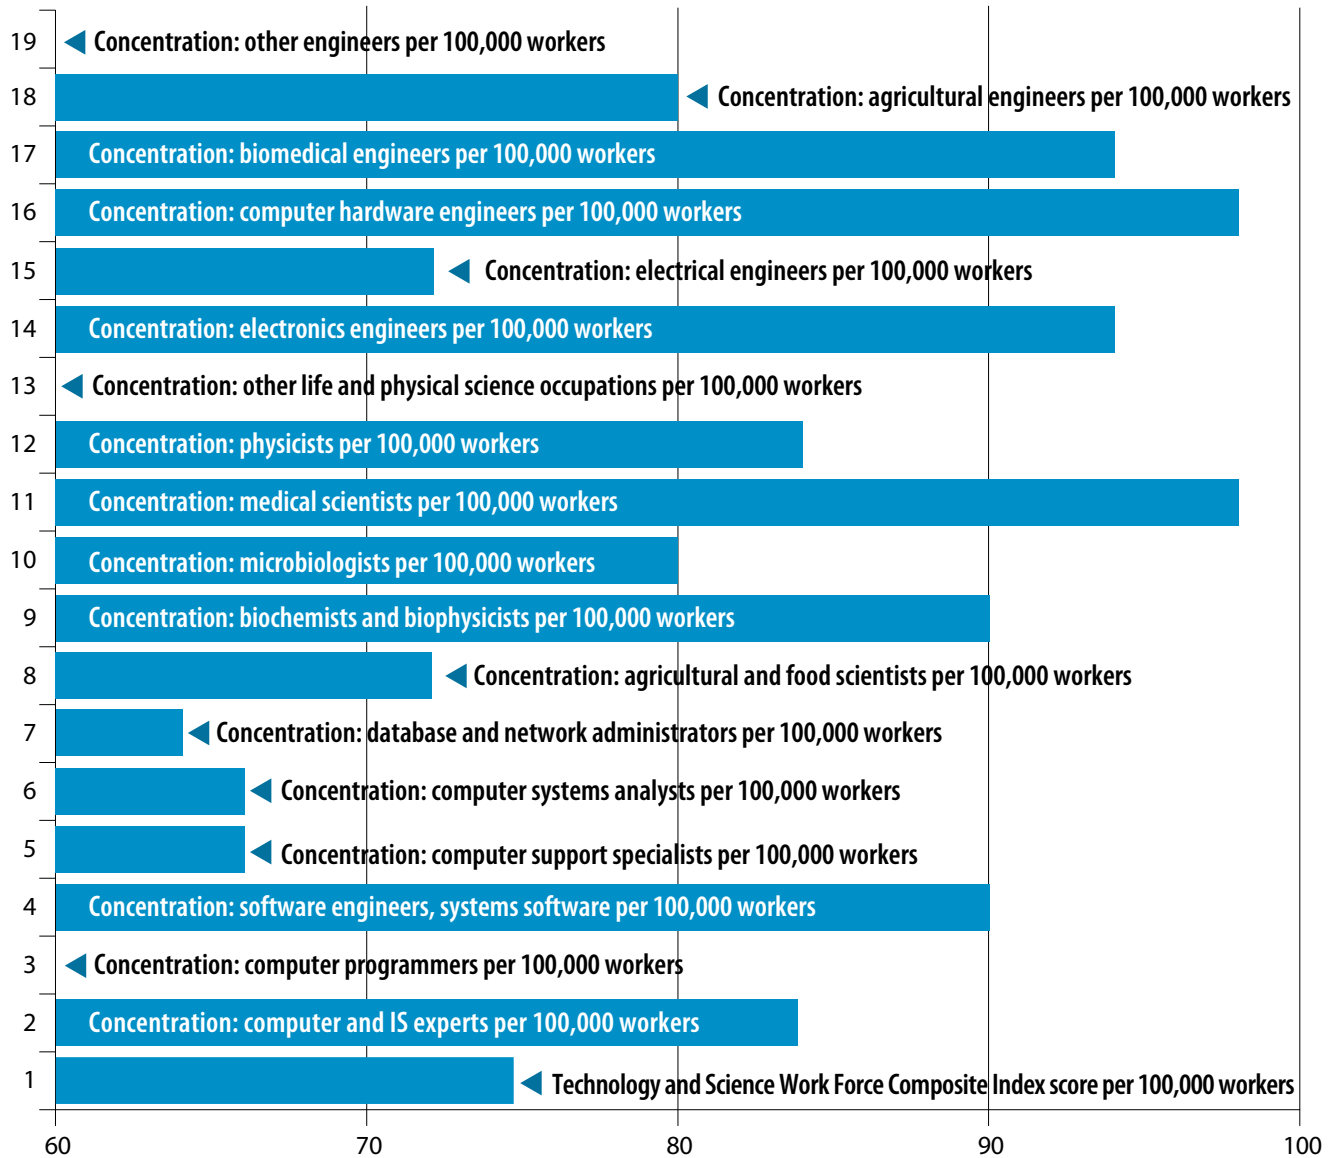 19 Concentration: other engineers per 100,000 workers
18 Concentration: agricultural engineers per 100,000 workers
17 Concentration: biomedical engineers per 100,000 workers
16 Concentration: computer hardware engineers per 100,000 workers
15 Concentration: electrical engineers per 100,000 workers
14 Concentration: electronics engineers per 100,000 workers
13 Concentration: other life and physical science occupations per 100,000 workers
12 Concentration: physicists per 100,000 workers
11 Concentration: medical scientists per 100,000 workers
10 Concentration: microbiologists per 100,000 workers
9 Concentration: biochemists and biophysicists per 100,000 workers
8 Concentration: agricultural and food scientists per 100,000 workers
7 Concentration: database and network administrators per 100,000 workers
6 Concentration: computer systems analysts per 100,000 workers
5 Concentration: computer support specialists per 100,000 workers
4 Concentration: software engineers, systems software per 100,000 workers
3 Concentration: computer programmers per 100,000 workers
2 Concentration: computer and IS experts per 100,000 workers
1 Technology and Science Work Force Composite Index score per 100,000 workers
60 70 80 90 100